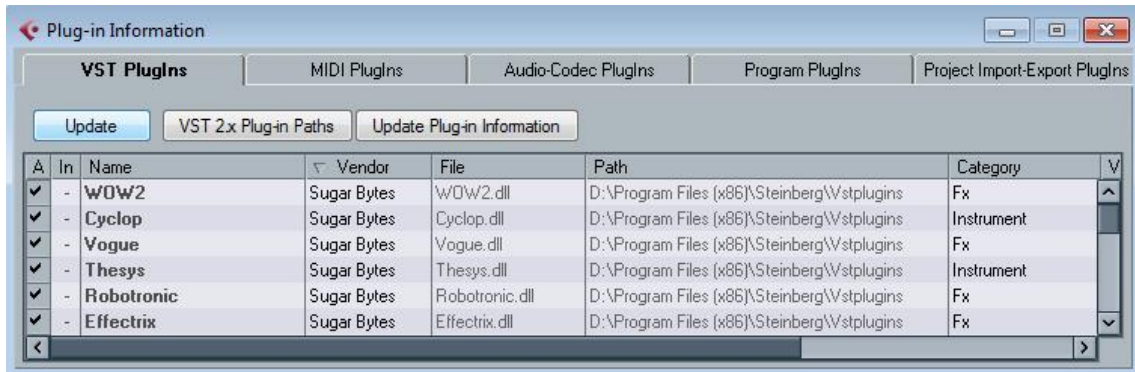 Plug-in Information
VST PlugIns MIDI PlugIns Audio-Codec PlugIns Program PlugIns Project Import-Export PlugIns
Update VST 2.x Plug-in Paths Update Plug-in Information
A In Name Vendor File Path Category V
- WOW2 Sugar Bytes WOW2.dll D:\Program Files (x86)\Steinberg\Vstplugins Fx
- Cyclop Sugar Bytes Cyclop.dll D:\Program Files (x86)\Steinberg\Vstplugins Instrument
- Vogue Sugar Bytes Vogue.dll D:\Program Files (x86)\Steinberg\Vstplugins Fx
- Thesys Sugar Bytes Thesys.dll D:\Program Files (x86)\Steinberg\Vstplugins Instrument
- Robotronic Sugar Bytes Robotronic.dll D:\Program Files (x86)\Steinberg\Vstplugins Fx
- Effectrix Sugar Bytes Effectrix.dll D:\Program Files (x86)\Steinberg\Vstplugins Fx